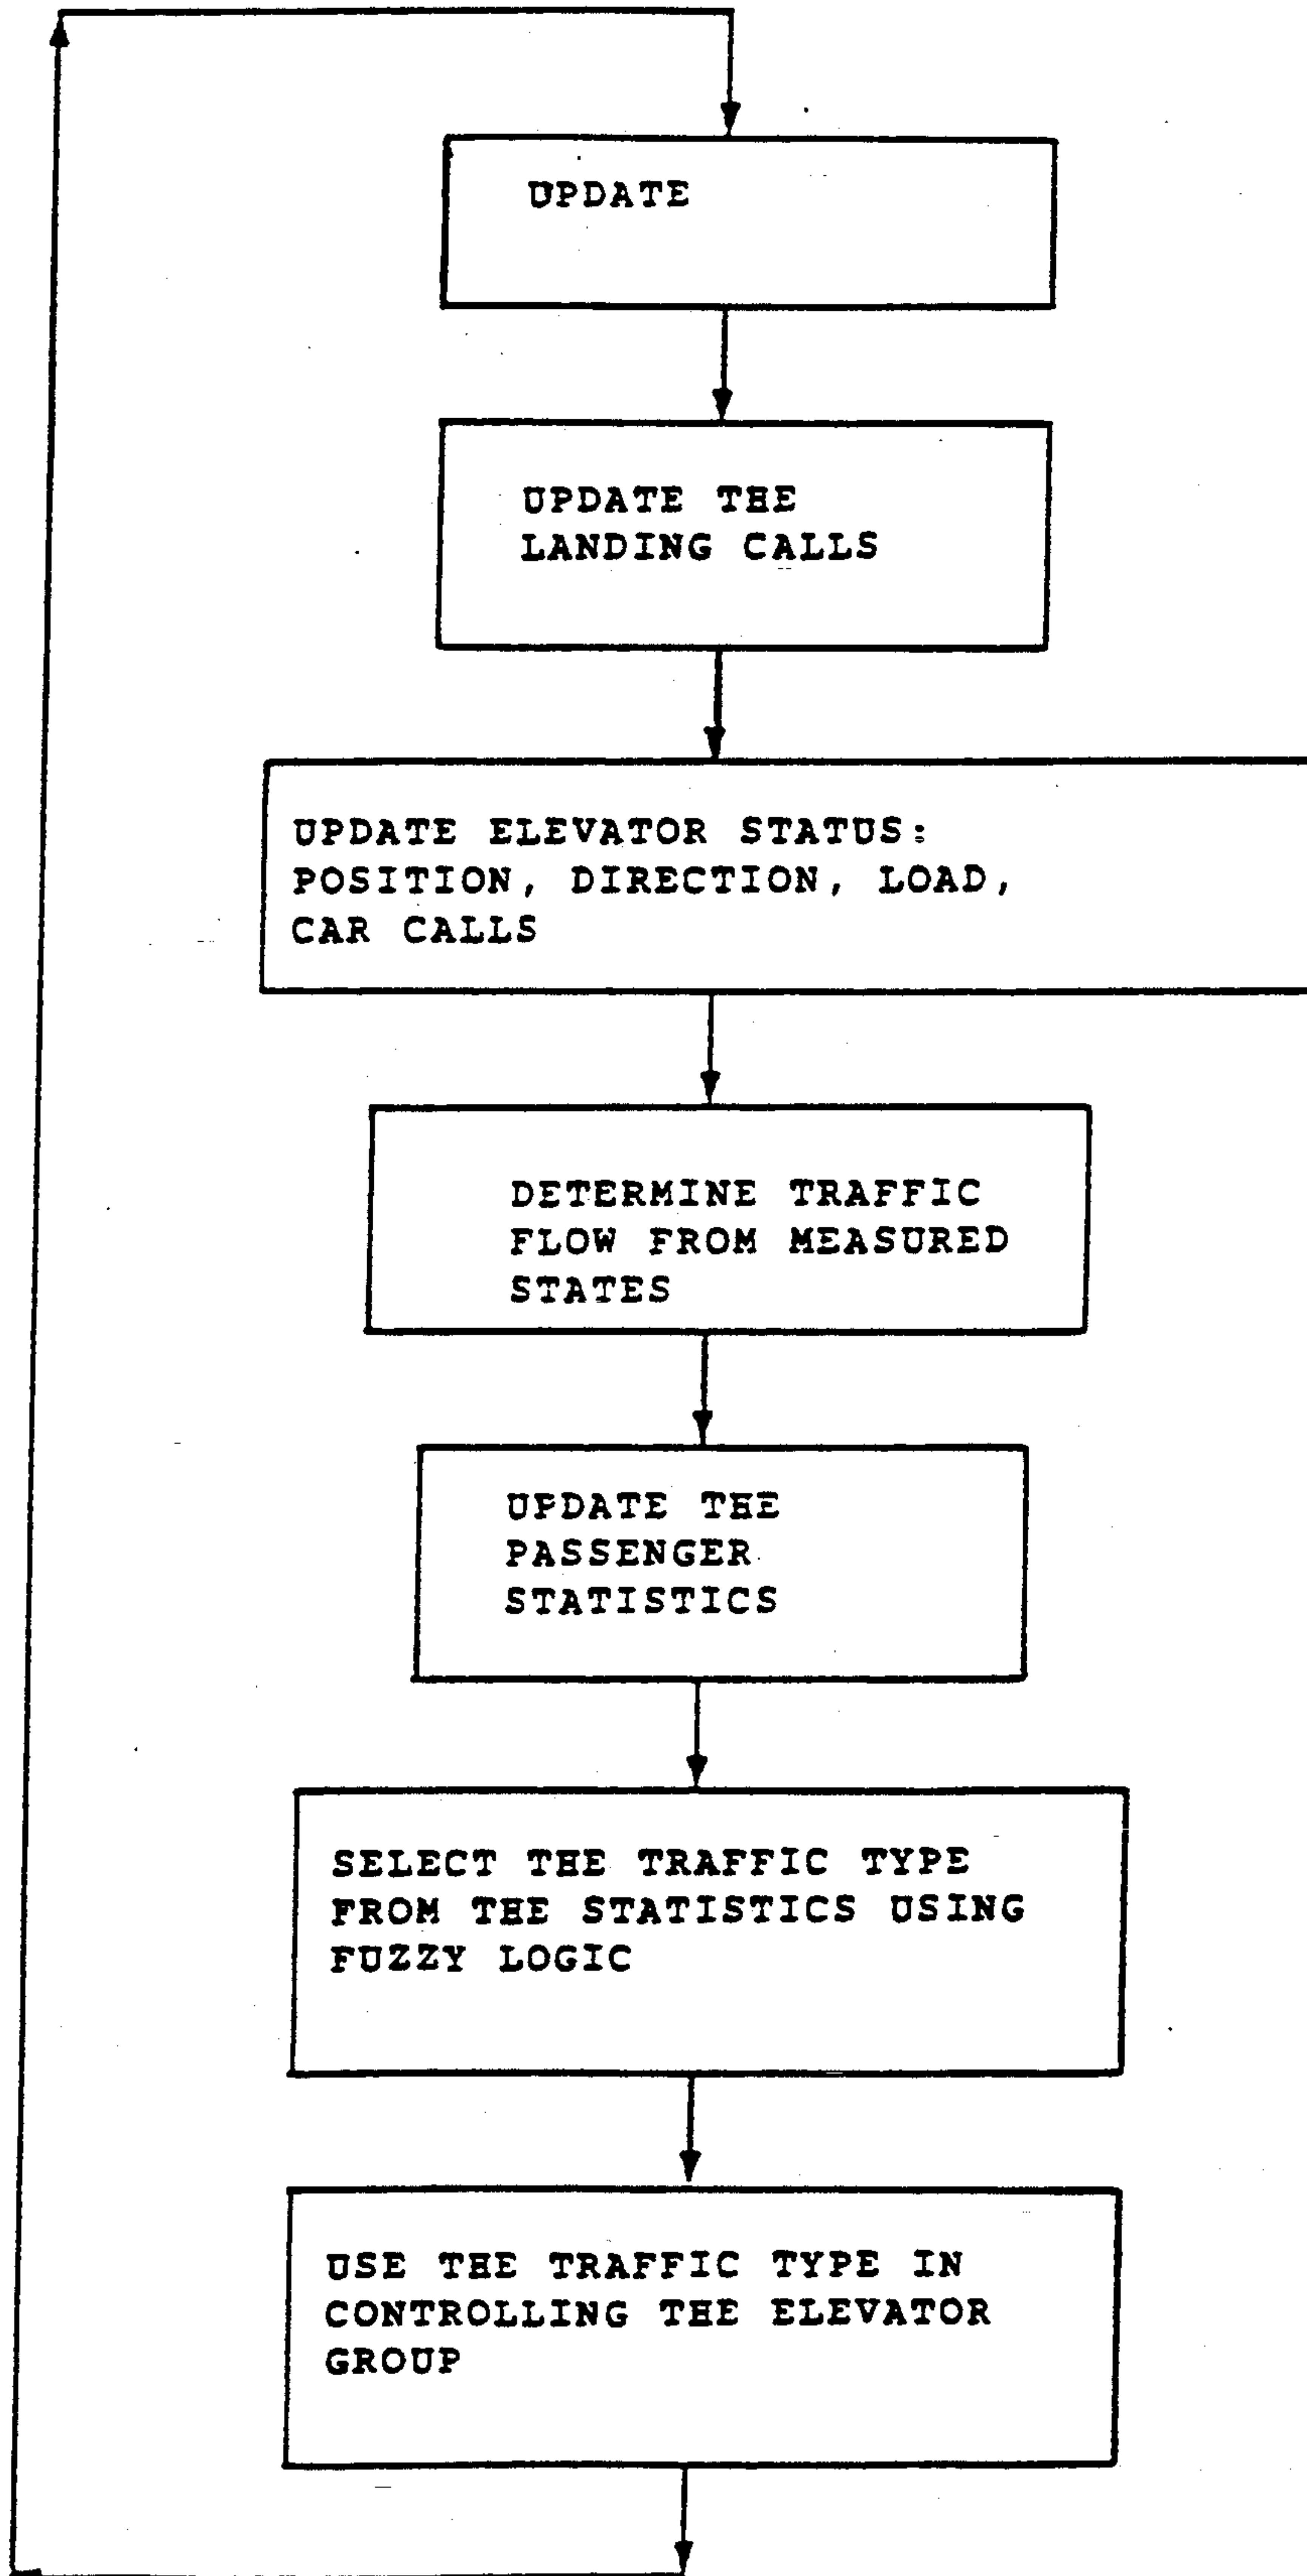 UPDATE
UPDATE THE
LANDING CALLS
UPDATE ELEVATOR STATUS:
POSITION, DIRECTION, LOAD,
CAR CALLS
DETERMINE TRAFFIC
FLOW FROM MEASURED
STATES
UPDATE THE
PASSENGER
STATISTICS
SELECT THE TRAFFIC TYPE
FROM THE STATISTICS USING
FUZZY LOGIC
USE THE TRAFFIC TYPE IN
CONTROLLING THE ELEVATOR
GROUP